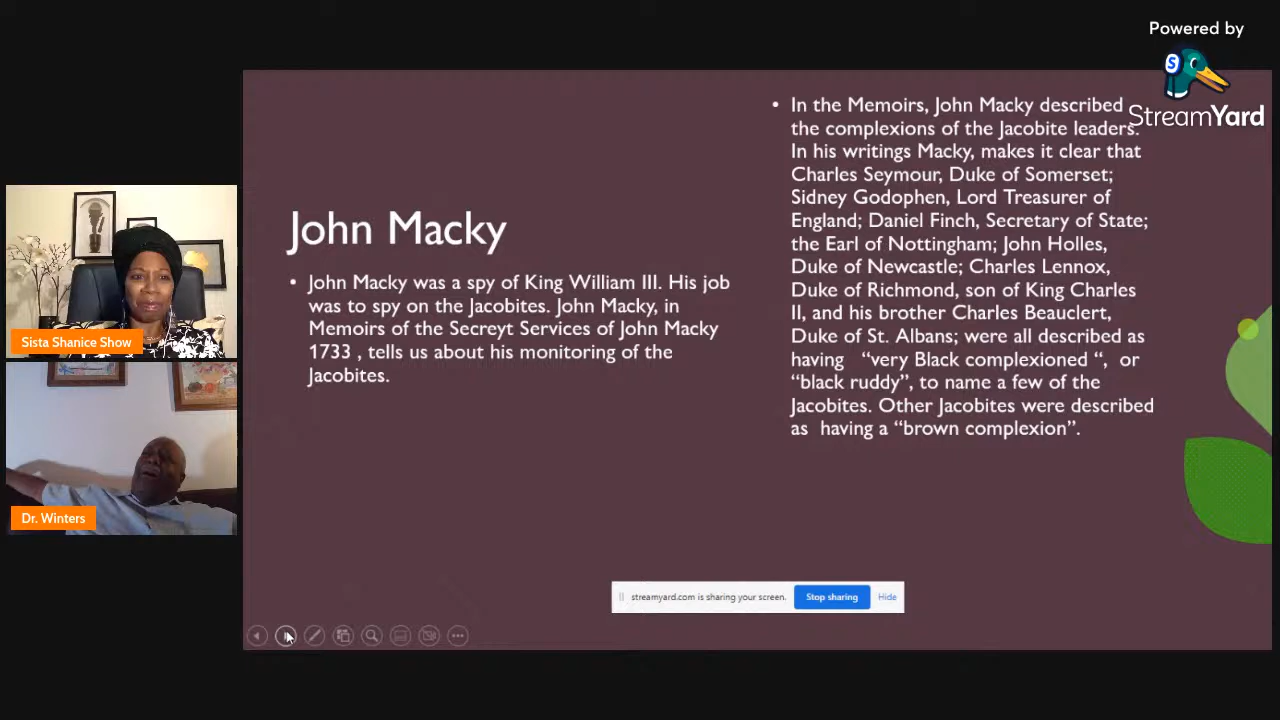 Powered by
StreamYard
John Macky
• John Macky was a spy of King William III. His job
was to spy on the Jacobites. John Macky, in
Memoirs of the Secreyt Services of John Macky
1733 , tells us about his monitoring of the
Jacobites.
• In the Memoirs, John Macky described
the complexions of the Jacobite leaders.
In his writings Macky, makes it clear that
Charles Seymour, Duke of Somerset;
Sidney Godophen, Lord Treasurer of
England; Daniel Finch, Secretary of State;
the Earl of Nottingham; John Holles,
Duke of Newcastle; Charles Lennox,
Duke of Richmond, son of King Charles
II, and his brother Charles Beauclert,
Duke of St. Albans; were all described as
having “very Black complexioned “, or
“black ruddy”, to name a few of the
Jacobites. Other Jacobites were described
as having a “brown complexion”.
Sista Shanice Show
Dr. Winters
streamyard.com is sharing your screen.
Stop sharing
Hide